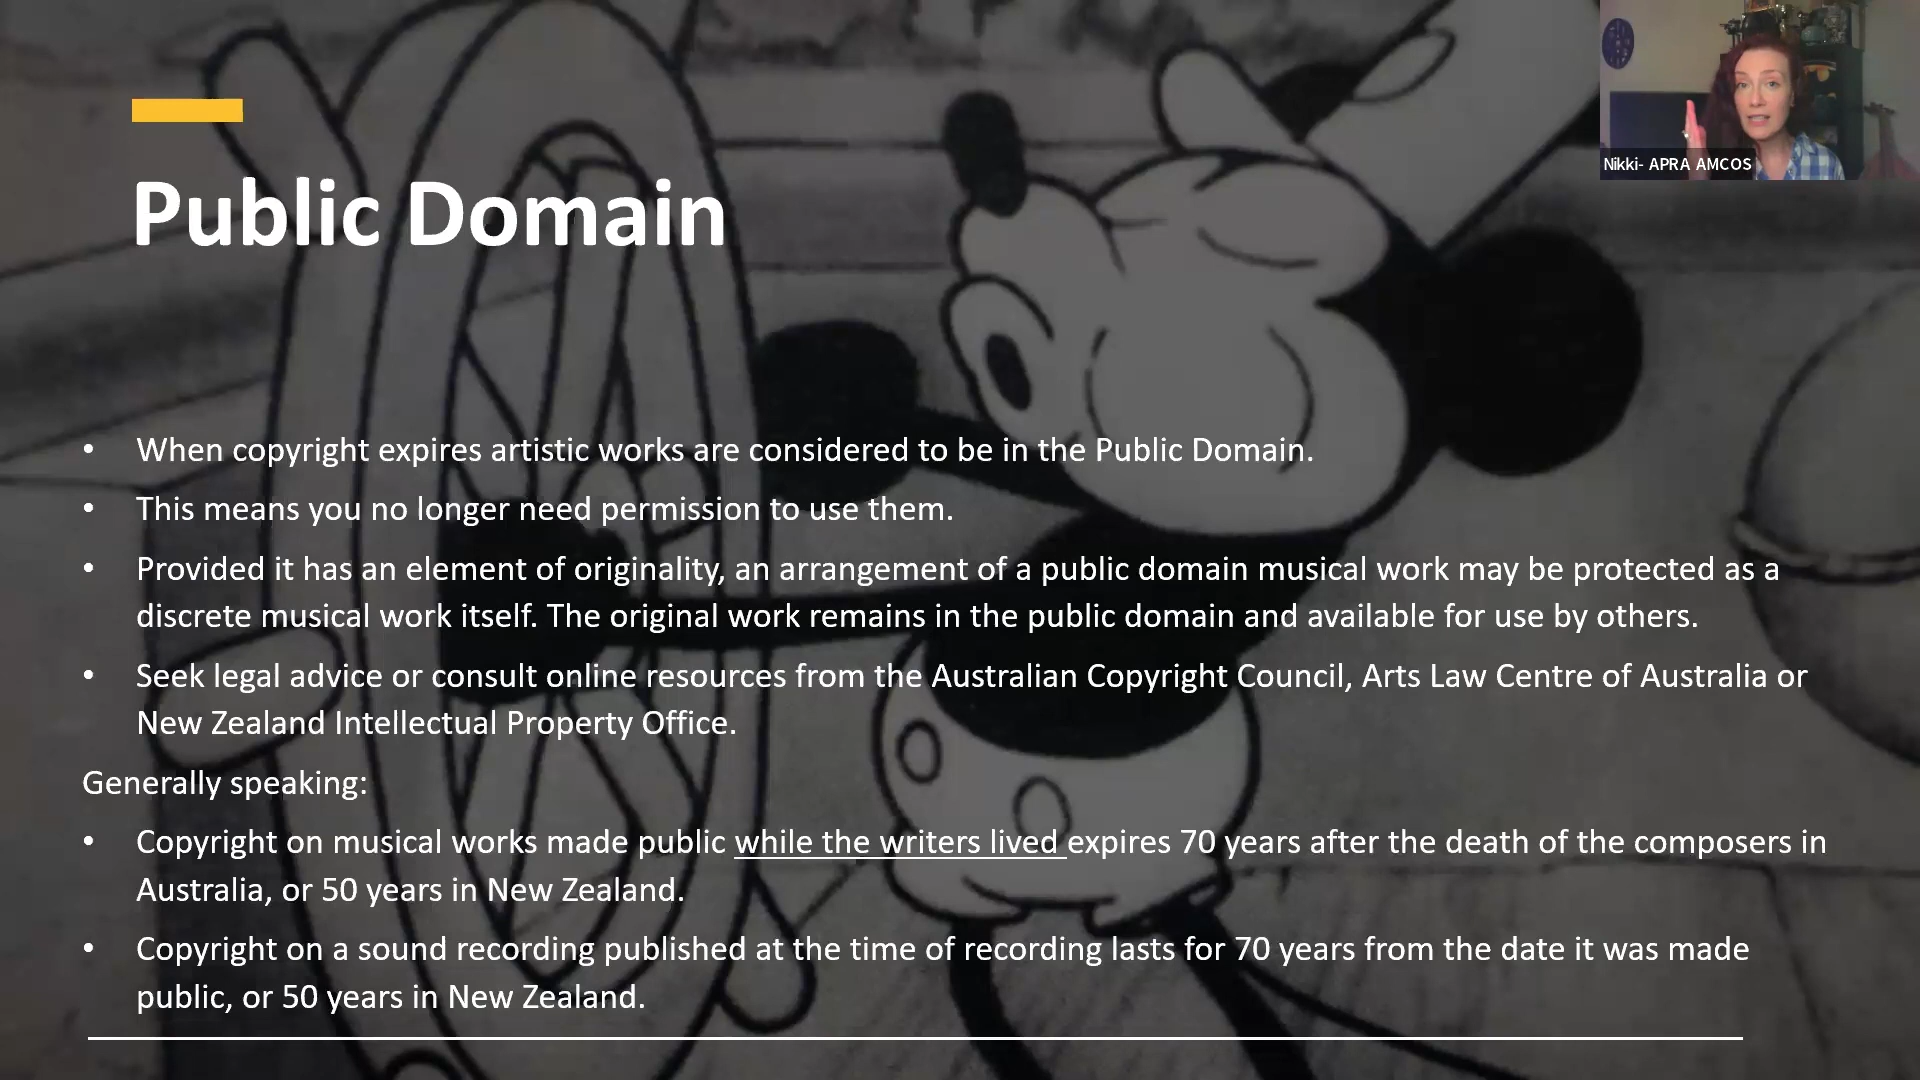 Nikki- APRA AMCOS
Public Domain
• When copyright expires artistic works are considered to be in the Public Domain.
• This means you no longer need permission to use them.
• Provided it has an element of originality, an arrangement of a public domain musical work may be protected as a
discrete musical work itself. The original work remains in the public domain and available for use by others.
• Seek legal advice or consult online resources from the Australian Copyright Council, Arts Law Centre of Australia or
New Zealand Intellectual Property Office.
Generally speaking:
• Copyright on musical works made public while the writers lived expires 70 years after the death of the composers in
Australia, or 50 years in New Zealand.
• Copyright on a sound recording published at the time of recording lasts for 70 years from the date it was made
public, or 50 years in New Zealand.